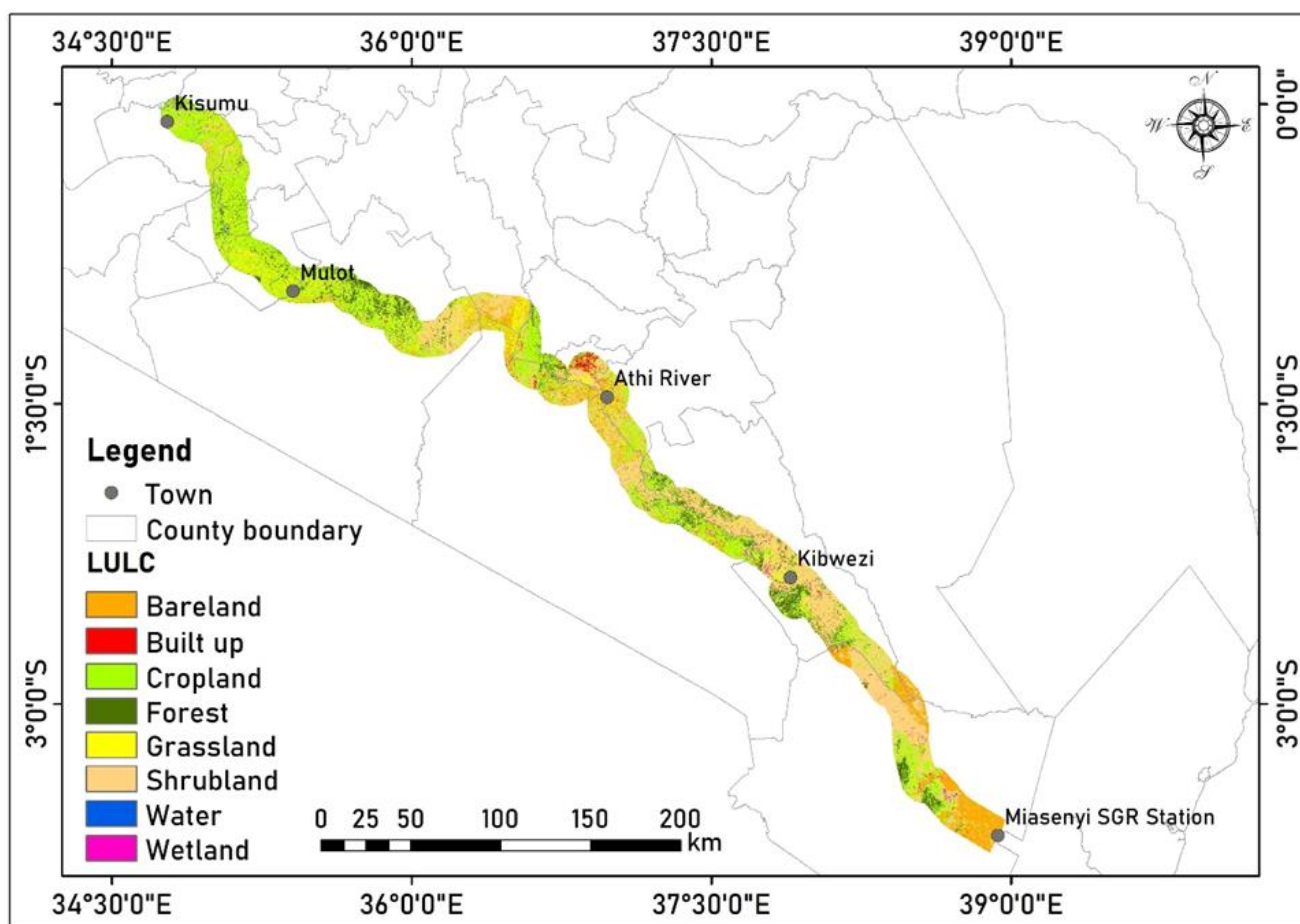 34°30'0"E 36°0'0"E 37°30'0"E 39°0'0"E
N
W E
S
0°0'0"
0°0'0"
Kisumu
Mulot
Athi River
1°30'0"S
1°30'0"S
Kibwezi
3°0'0"S
3°0'0"S
Miasenyi SGR Station
Legend
Town
County boundary
LULC
Bareland
Built up
Cropland
Forest
Grassland
Shrubland
Water
Wetland
0 25 50 100 150 200
km
34°30'0"E 36°0'0"E 37°30'0"E 39°0'0"E